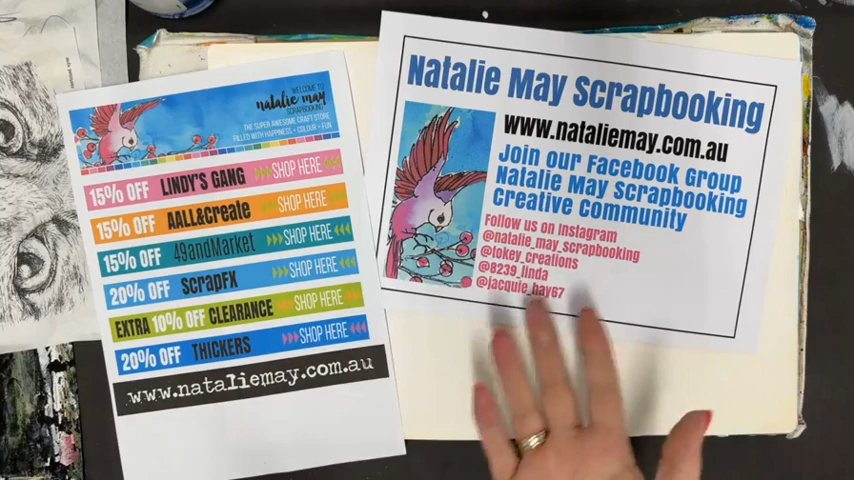 WELCOME TO
natalie may
SCRAPBOOKING
THE SUPER AWESOME CRAFT STORE
FILLED WITH HAPPINESS + COLOUR + FUN
15% OFF LINDY'S GANG >>>SHOP HERE<<<
15% OFF AALL&Create >>>SHOP HERE<<<
15% OFF 49andMarket >>>SHOP HERE<<<
20% OFF ScrapFX >>>SHOP HERE<<<
EXTRA 10% OFF CLEARANCE >>>SHOP HERE<<<
20% OFF THICKERS >>>SHOP HERE<<<
www.nataliemay.com.au
Natalie May Scrapbooking
www.nataliemay.com.au
Join our Facebook Group
Natalie May Scrapbooking
Creative Community
Follow us on Instagram
@natalie_may_scrapbooking
@fokey_creations
@8239_linda
@jacquie_hay67